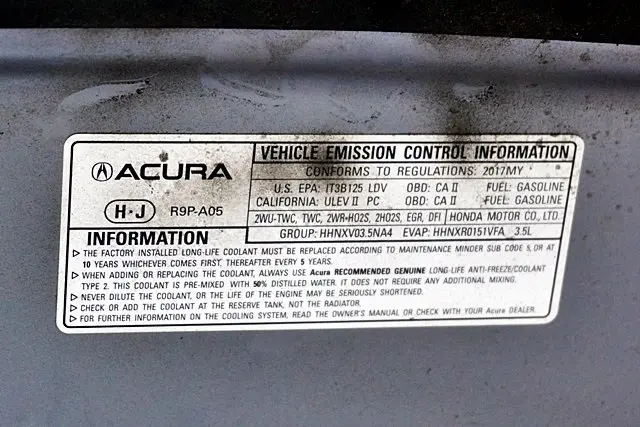 ACURA
VEHICLE EMISSION CONTROL INFORMATION
CONFORMS TO REGULATIONS: 2017MY
U.S. EPA: IT3B125 LDV OBD: CA II FUEL: GASOLINE
CALIFORNIA: ULEV II PC OBD: CA II FUEL: GASOLINE
H-J R9P-A05
2WU-TWC, TWC, 2WR-HO2S, 2HO2S, EGR, DFI HONDA MOTOR CO., LTD.
GROUP: HHNXV03.5NA4 EVAP: HHNXR0151VFA 3.5L
INFORMATION
▷ THE FACTORY INSTALLED LONG-LIFE COOLANT MUST BE REPLACED ACCORDING TO MAINTENANCE MINDER SUB CODE 5, OR AT
10 YEARS WHICHEVER COMES FIRST. THEREAFTER EVERY 5 YEARS.
▷ WHEN ADDING OR REPLACING THE COOLANT, ALWAYS USE Acura RECOMMENDED GENUINE LONG-LIFE ANTI-FREEZE/COOLANT
TYPE 2. THIS COOLANT IS PRE-MIXED WITH 50% DISTILLED WATER. IT DOES NOT REQUIRE ANY ADDITIONAL MIXING.
▷ NEVER DILUTE THE COOLANT, OR THE LIFE OF THE ENGINE MAY BE SERIOUSLY SHORTENED.
▷ CHECK OR ADD THE COOLANT AT THE RESERVE TANK, NOT THE RADIATOR.
▷ FOR FURTHER INFORMATION ON THE COOLING SYSTEM, READ THE OWNER'S MANUAL OR CHECK WITH YOUR Acura DEALER.